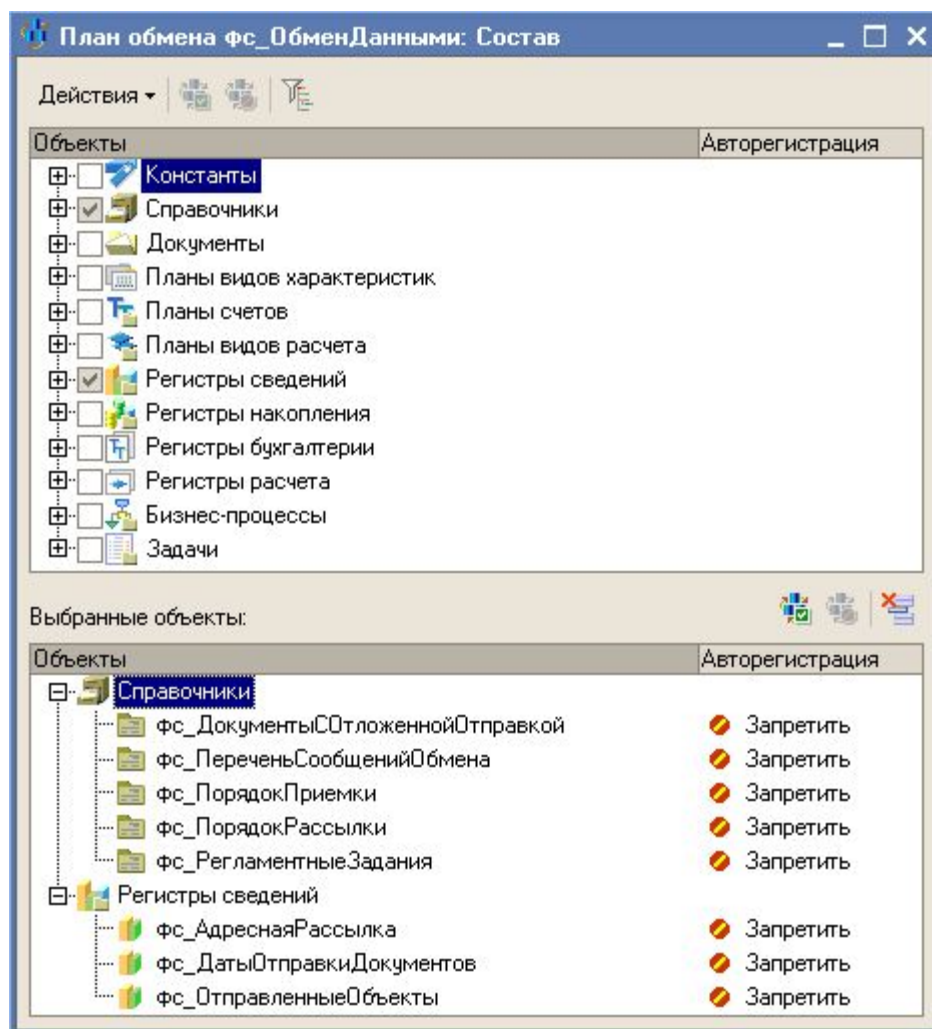 План обмена фс_ОбменДанными: Состав
Действия
Объекты Авторегистрация
Константы
Справочники
Документы
Планы видов характеристик
Планы счетов
Планы видов расчета
Регистры сведений
Регистры накопления
Регистры бухгалтерии
Регистры расчета
Бизнес-процессы
Задачи
Выбранные объекты:
Объекты Авторегистрация
Справочники
фс_ДокументыСОтложеннойОтправкой Запретить
фс_ПереченьСообщенийОбмена Запретить
фс_ПорядокПриемки Запретить
фс_ПорядокРассылки Запретить
фс_РегламентныеЗадания Запретить
Регистры сведений
фс_АдреснаяРассылка Запретить
фс_ДатыОтправкиДокументов Запретить
фс_ОтправленныеОбъекты Запретить